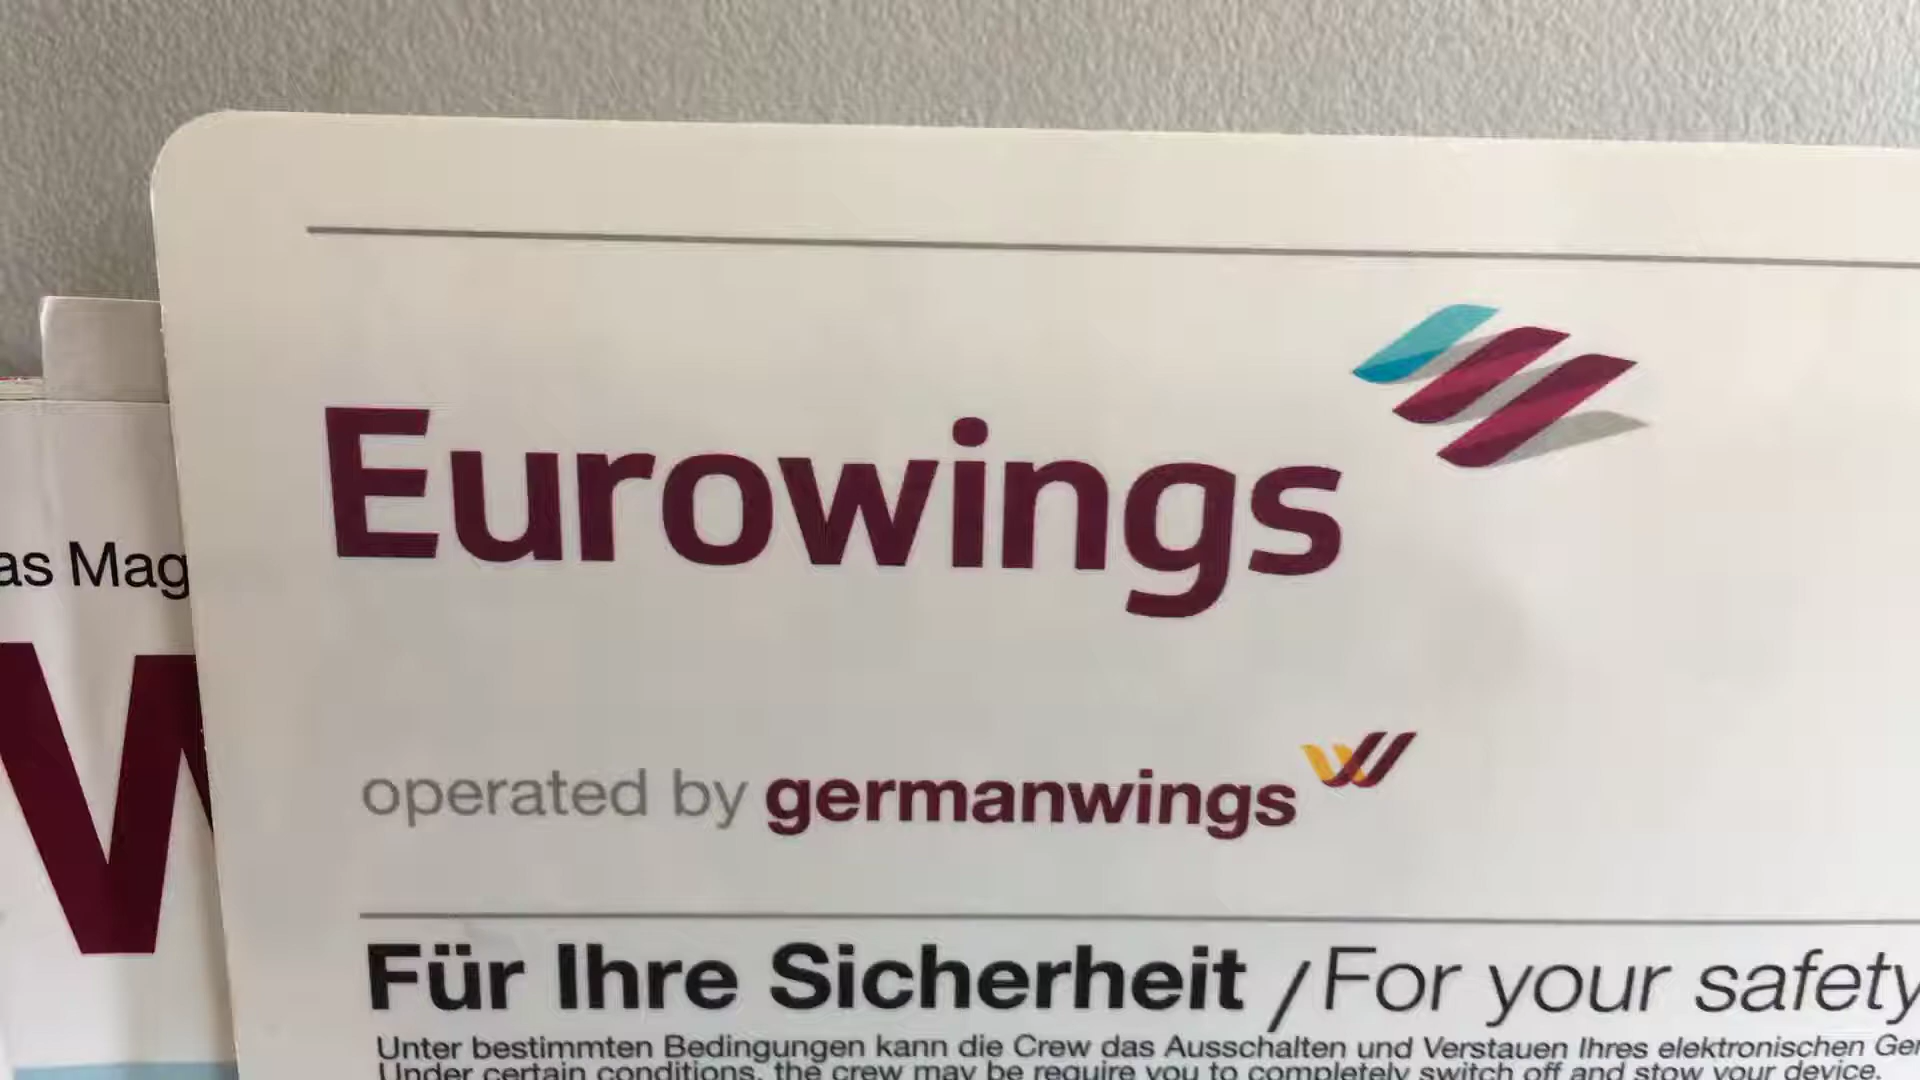 Eurowings
operated by germanwings
Für Ihre Sicherheit / For your safety
Unter bestimmten Bedingungen kann die Crew das Ausschalten und Verstauen Ihres elektronischen
Under certain conditions, the crew may be require you to completely switch off and stow your device.
as Mag
W